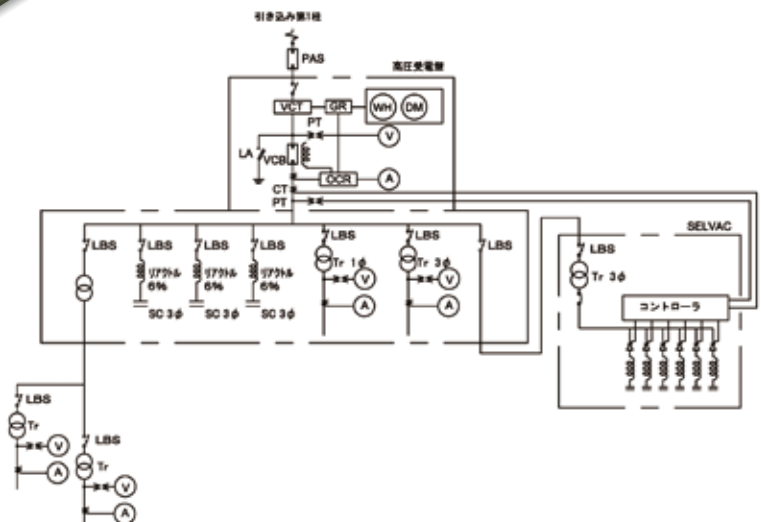 引き込み第1柱
PAS
高圧受電盤
VCT
GR
WH
DM
PT
V
LA
VCB
OCR
A
CT
PT
SELVAC
LBS
LBS
LBS
LBS
LBS
LBS
LBS
LBS
リアクトル
6%
リアクトル
6%
リアクトル
6%
Tr 1φ
Tr 3φ
Tr 3φ
V
V
SC 3φ
SC 3φ
SC 3φ
A
A
コントローラ
LBS
Tr
LBS
V
Tr
A
V
A